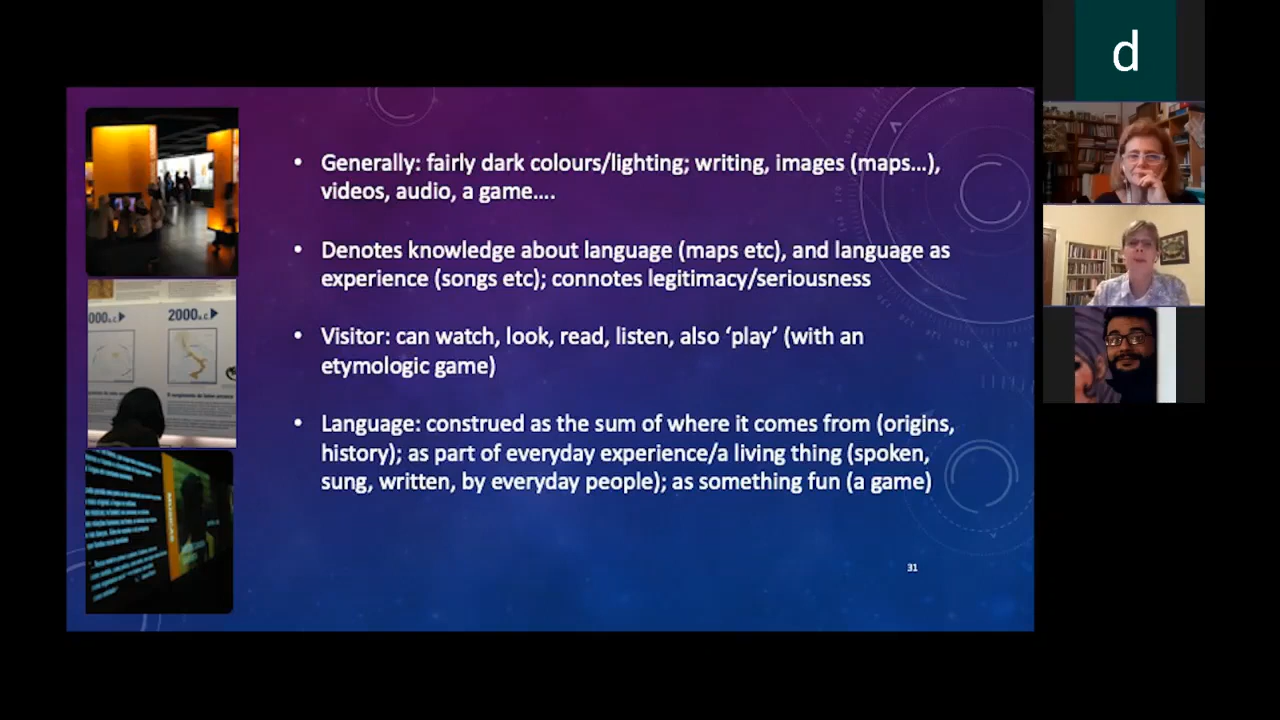 d
• Generally: fairly dark colours/lighting; writing, images (maps…),
videos, audio, a game….
• Denotes knowledge about language (maps etc), and language as
experience (songs etc); connotes legitimacy/seriousness
• Visitor: can watch, look, read, listen, also ‘play’ (with an
etymologic game)
• Language: construed as the sum of where it comes from (origins,
history); as part of everyday experience/a living thing (spoken,
sung, written, by everyday people); as something fun (a game)
2000a.C.
31